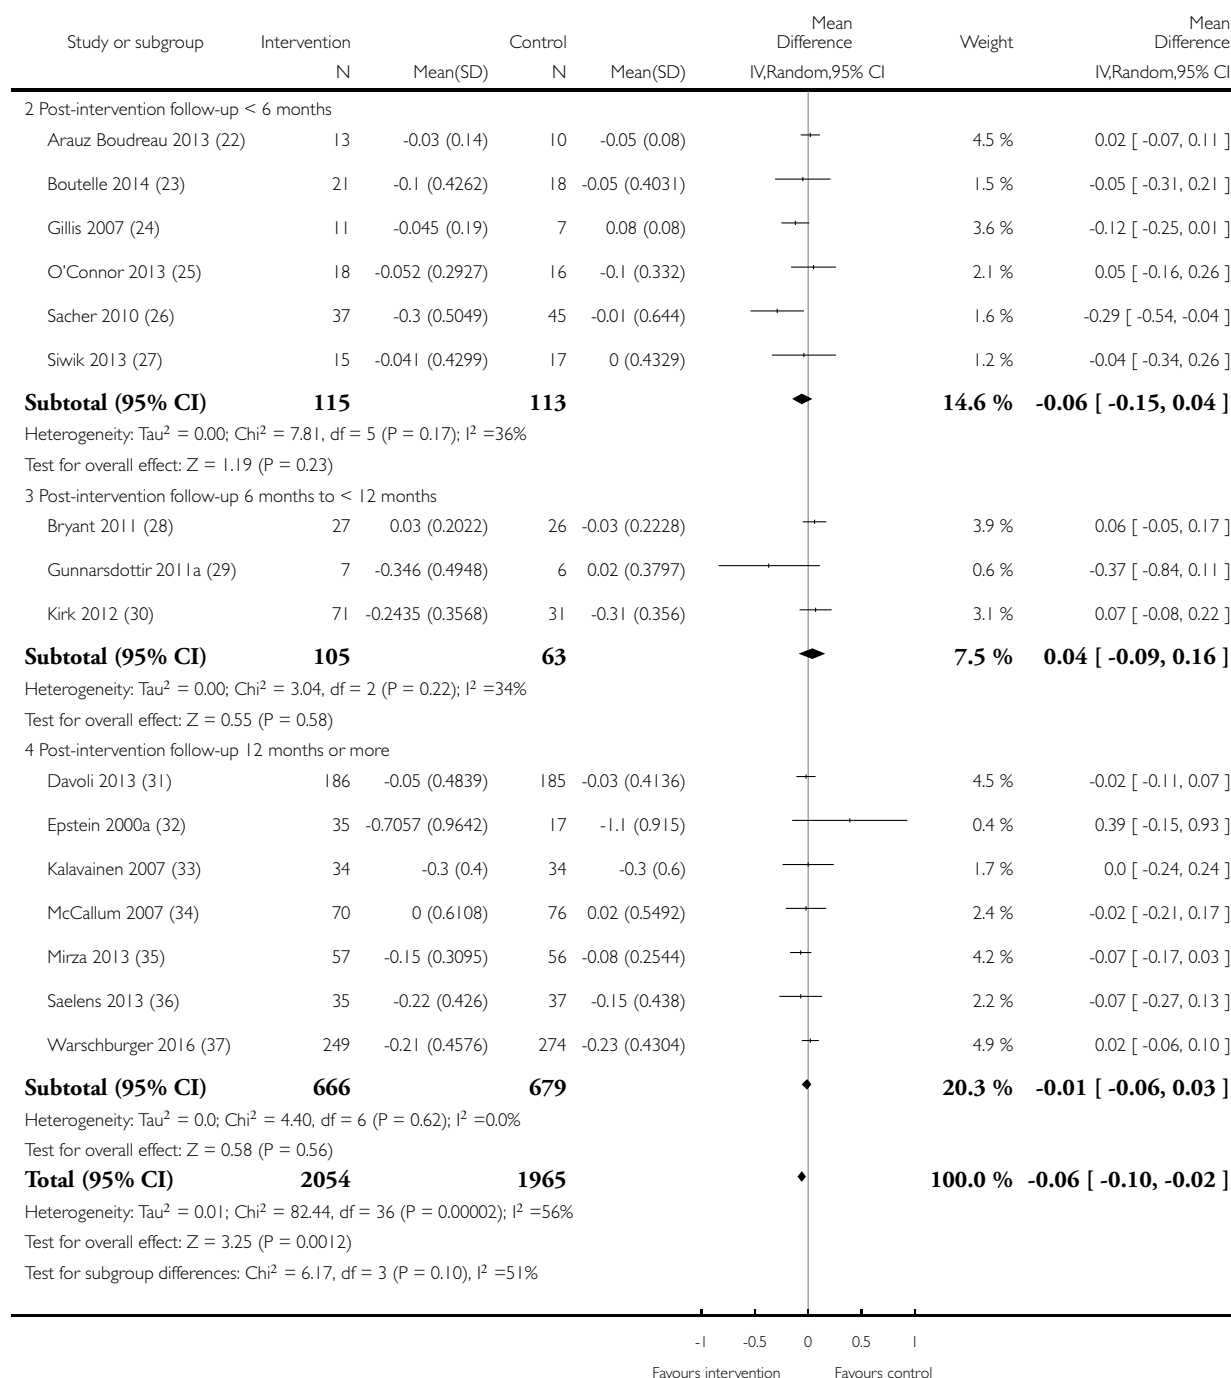 Study or subgroup Intervention Control Mean Difference Weight Mean Difference
N Mean(SD) N Mean(SD) IV,Random,95% CI IV,Random,95% CI
2 Post-intervention follow-up < 6 months
Arauz Boudreau 2013 (22) 13 -0.03 (0.14) 10 -0.05 (0.08) 4.5 % 0.02 [ -0.07, 0.11 ]
Boutelle 2014 (23) 21 -0.1 (0.4262) 18 -0.05 (0.4031) 1.5 % -0.05 [ -0.31, 0.21 ]
Gillis 2007 (24) 11 -0.045 (0.19) 7 0.08 (0.08) 3.6 % -0.12 [ -0.25, 0.01 ]
O'Connor 2013 (25) 18 -0.052 (0.2927) 16 -0.1 (0.332) 2.1 % 0.05 [ -0.16, 0.26 ]
Sacher 2010 (26) 37 -0.3 (0.5049) 45 -0.01 (0.644) 1.6 % -0.29 [ -0.54, -0.04 ]
Siwik 2013 (27) 15 -0.041 (0.4299) 17 0 (0.4329) 1.2 % -0.04 [ -0.34, 0.26 ]
Subtotal (95% CI) 115 113 14.6 % -0.06 [ -0.15, 0.04 ]
Heterogeneity: Tau² = 0.00; Chi² = 7.81, df = 5 (P = 0.17); I² =36%
Test for overall effect: Z = 1.19 (P = 0.23)
3 Post-intervention follow-up 6 months to < 12 months
Bryant 2011 (28) 27 0.03 (0.2022) 26 -0.03 (0.2228) 3.9 % 0.06 [ -0.05, 0.17 ]
Gunnarsdottir 2011a (29) 7 -0.346 (0.4948) 6 0.02 (0.3797) 0.6 % -0.37 [ -0.84, 0.11 ]
Kirk 2012 (30) 71 -0.2435 (0.3568) 31 -0.31 (0.356) 3.1 % 0.07 [ -0.08, 0.22 ]
Subtotal (95% CI) 105 63 7.5 % 0.04 [ -0.09, 0.16 ]
Heterogeneity: Tau² = 0.00; Chi² = 3.04, df = 2 (P = 0.22); I² =34%
Test for overall effect: Z = 0.55 (P = 0.58)
4 Post-intervention follow-up 12 months or more
Davoli 2013 (31) 186 -0.05 (0.4839) 185 -0.03 (0.4136) 4.5 % -0.02 [ -0.11, 0.07 ]
Epstein 2000a (32) 35 -0.7057 (0.9642) 17 -1.1 (0.915) 0.4 % 0.39 [ -0.15, 0.93 ]
Kalavainen 2007 (33) 34 -0.3 (0.4) 34 -0.3 (0.6) 1.7 % 0.0 [ -0.24, 0.24 ]
McCallum 2007 (34) 70 0 (0.6108) 76 0.02 (0.5492) 2.4 % -0.02 [ -0.21, 0.17 ]
Mirza 2013 (35) 57 -0.15 (0.3095) 56 -0.08 (0.2544) 4.2 % -0.07 [ -0.17, 0.03 ]
Saelens 2013 (36) 35 -0.22 (0.426) 37 -0.15 (0.438) 2.2 % -0.07 [ -0.27, 0.13 ]
Warschburger 2016 (37) 249 -0.21 (0.4576) 274 -0.23 (0.4304) 4.9 % 0.02 [ -0.06, 0.10 ]
Subtotal (95% CI) 666 679 20.3 % -0.01 [ -0.06, 0.03 ]
Heterogeneity: Tau² = 0.0; Chi² = 4.40, df = 6 (P = 0.62); I² =0.0%
Test for overall effect: Z = 0.58 (P = 0.56)
Total (95% CI) 2054 1965 100.0 % -0.06 [ -0.10, -0.02 ]
Heterogeneity: Tau² = 0.01; Chi² = 82.44, df = 36 (P = 0.00002); I² =56%
Test for overall effect: Z = 3.25 (P = 0.0012)
Test for subgroup differences: Chi² = 6.17, df = 3 (P = 0.10), I² =51%
-1 -0.5 0 0.5 1
Favours intervention Favours control